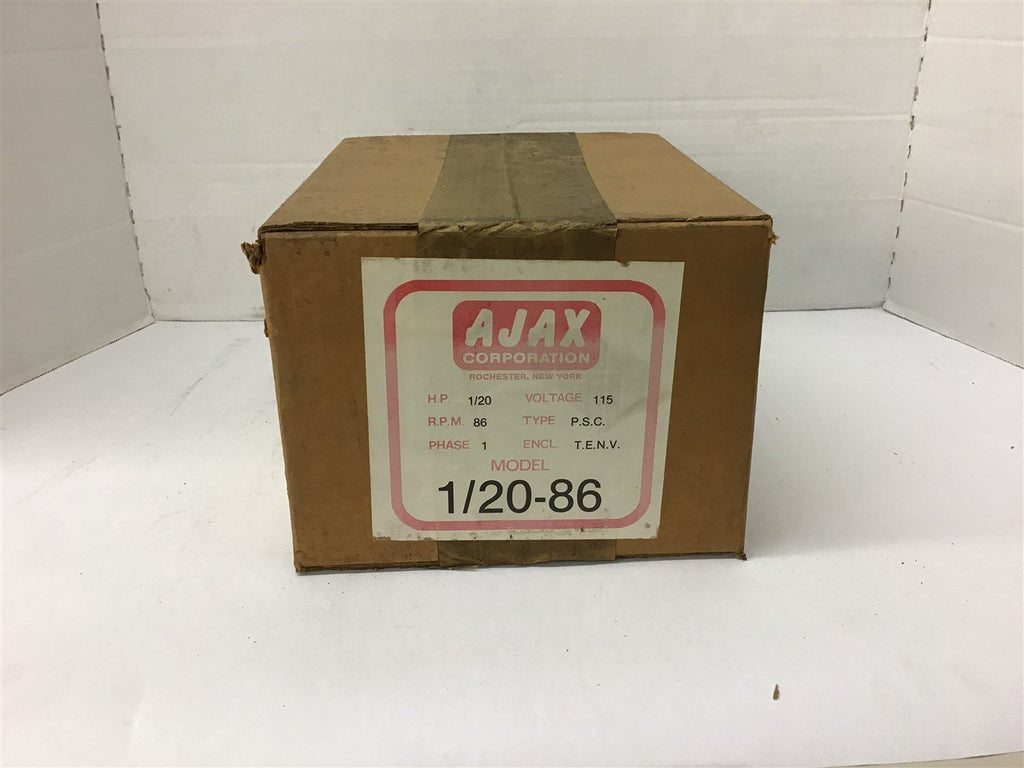 AJAX
CORPORATION
ROCHESTER, NEW YORK
H.P. 1/20 VOLTAGE 115
R.P.M. 86 TYPE P.S.C.
PHASE 1 ENCL. T.E.N.V.
MODEL
1/20-86